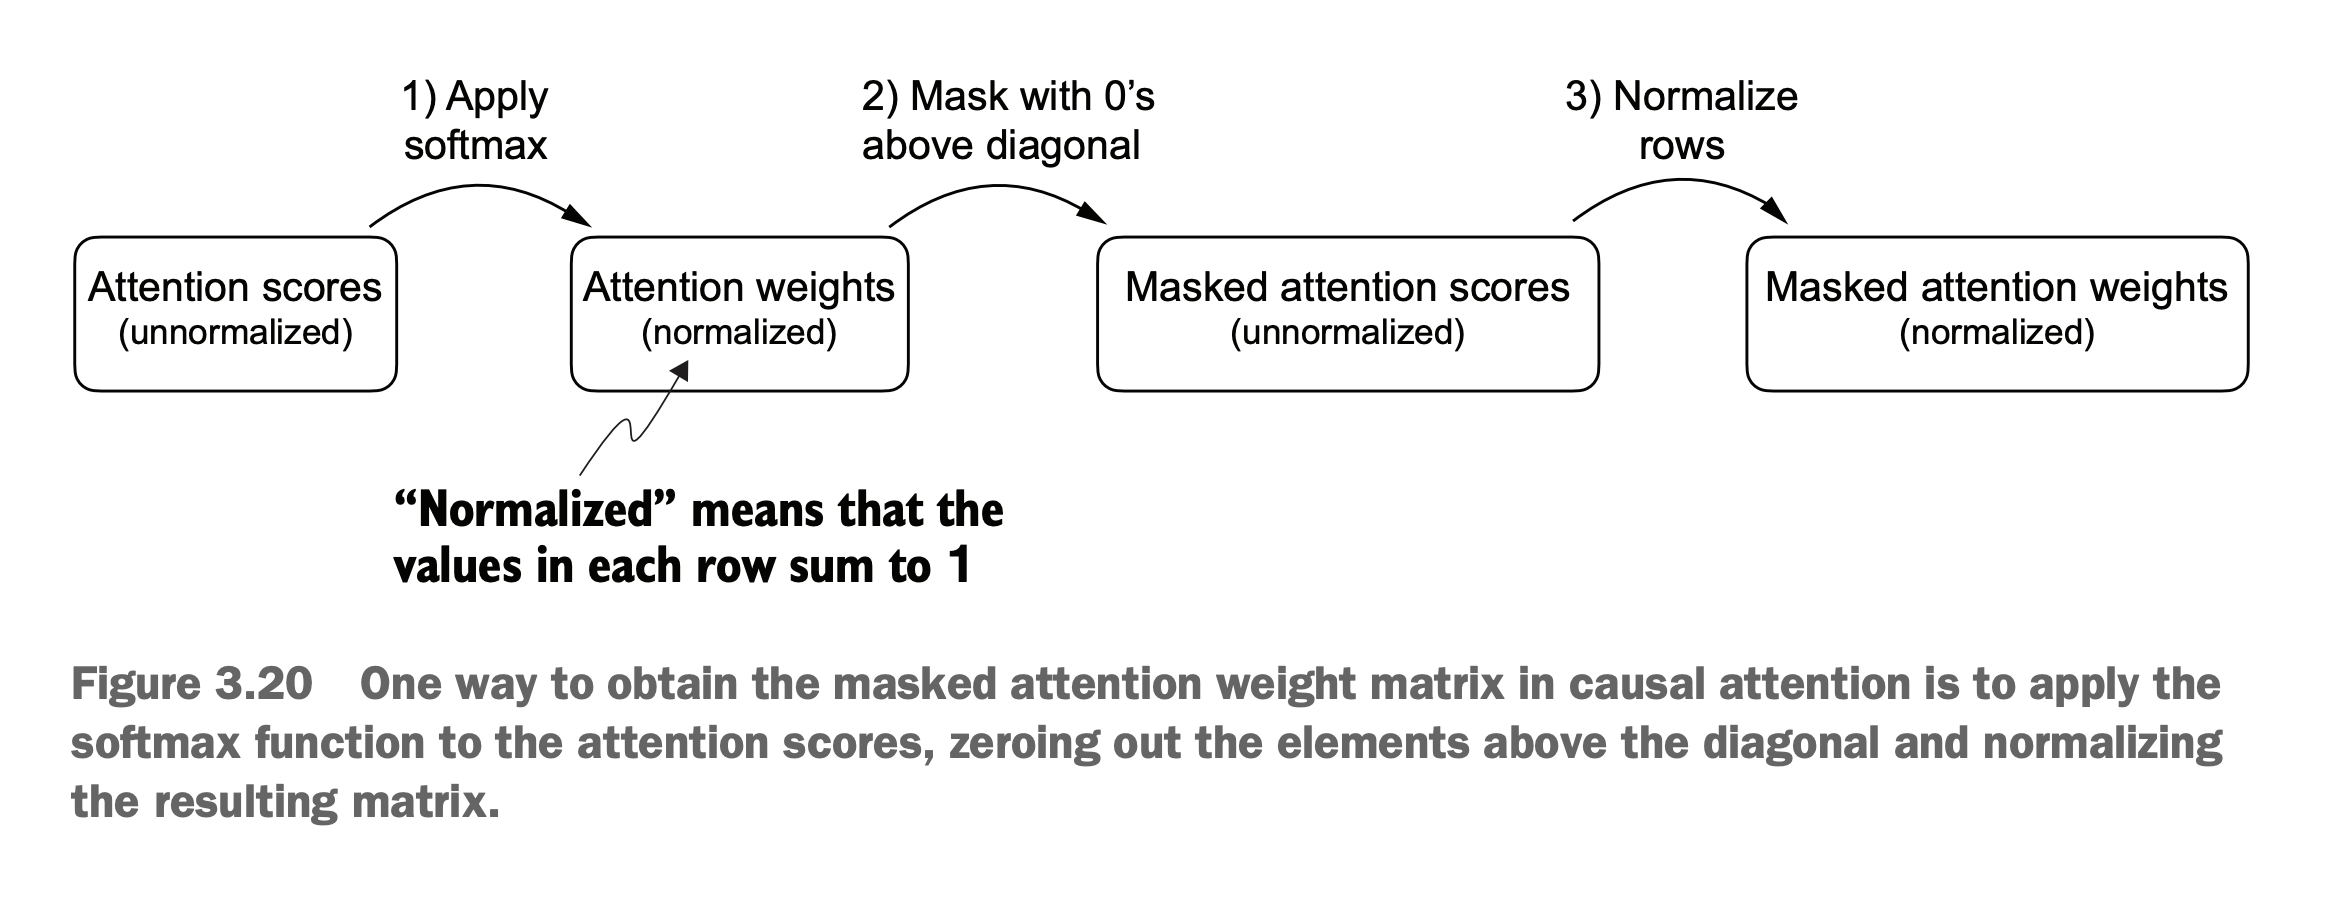 1) Apply
softmax
2) Mask with 0’s
above diagonal
3) Normalize
rows
Attention scores
(unnormalized)
Attention weights
(normalized)
Masked attention scores
(unnormalized)
Masked attention weights
(normalized)
“Normalized” means that the
values in each row sum to 1
Figure 3.20 One way to obtain the masked attention weight matrix in causal attention is to apply the
softmax function to the attention scores, zeroing out the elements above the diagonal and normalizing
the resulting matrix.